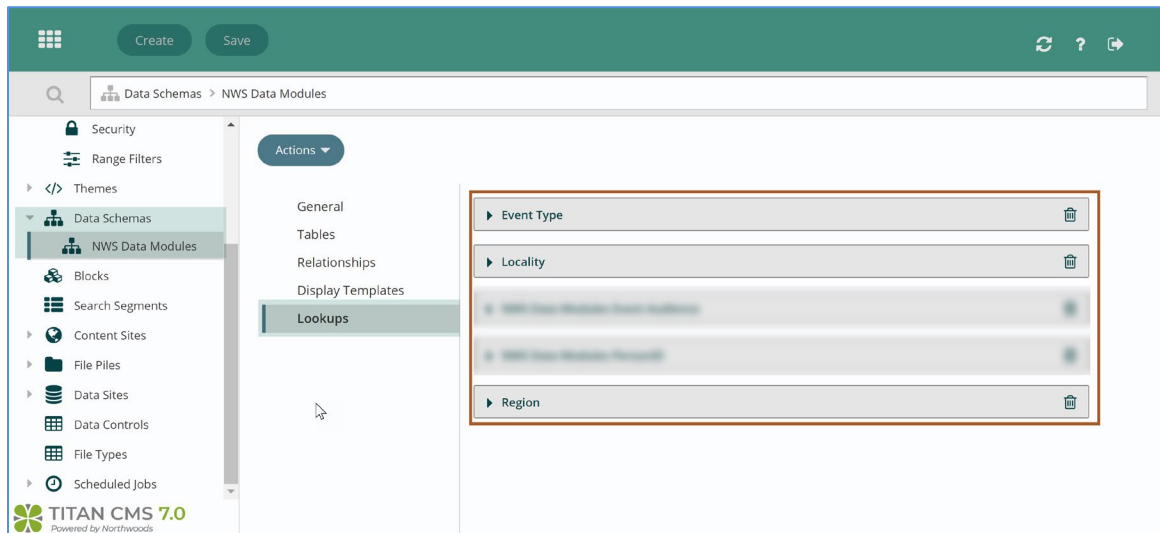 Create
Save
?
Data Schemas > NWS Data Modules
Security
Range Filters
</> Themes
Data Schemas
NWS Data Modules
Blocks
Search Segments
Content Sites
File Piles
Data Sites
Data Controls
File Types
Scheduled Jobs
TITAN CMS 7.0
Powered by Northwoods
Actions
General
Tables
Relationships
Display Templates
Lookups
Event Type
Locality
Region